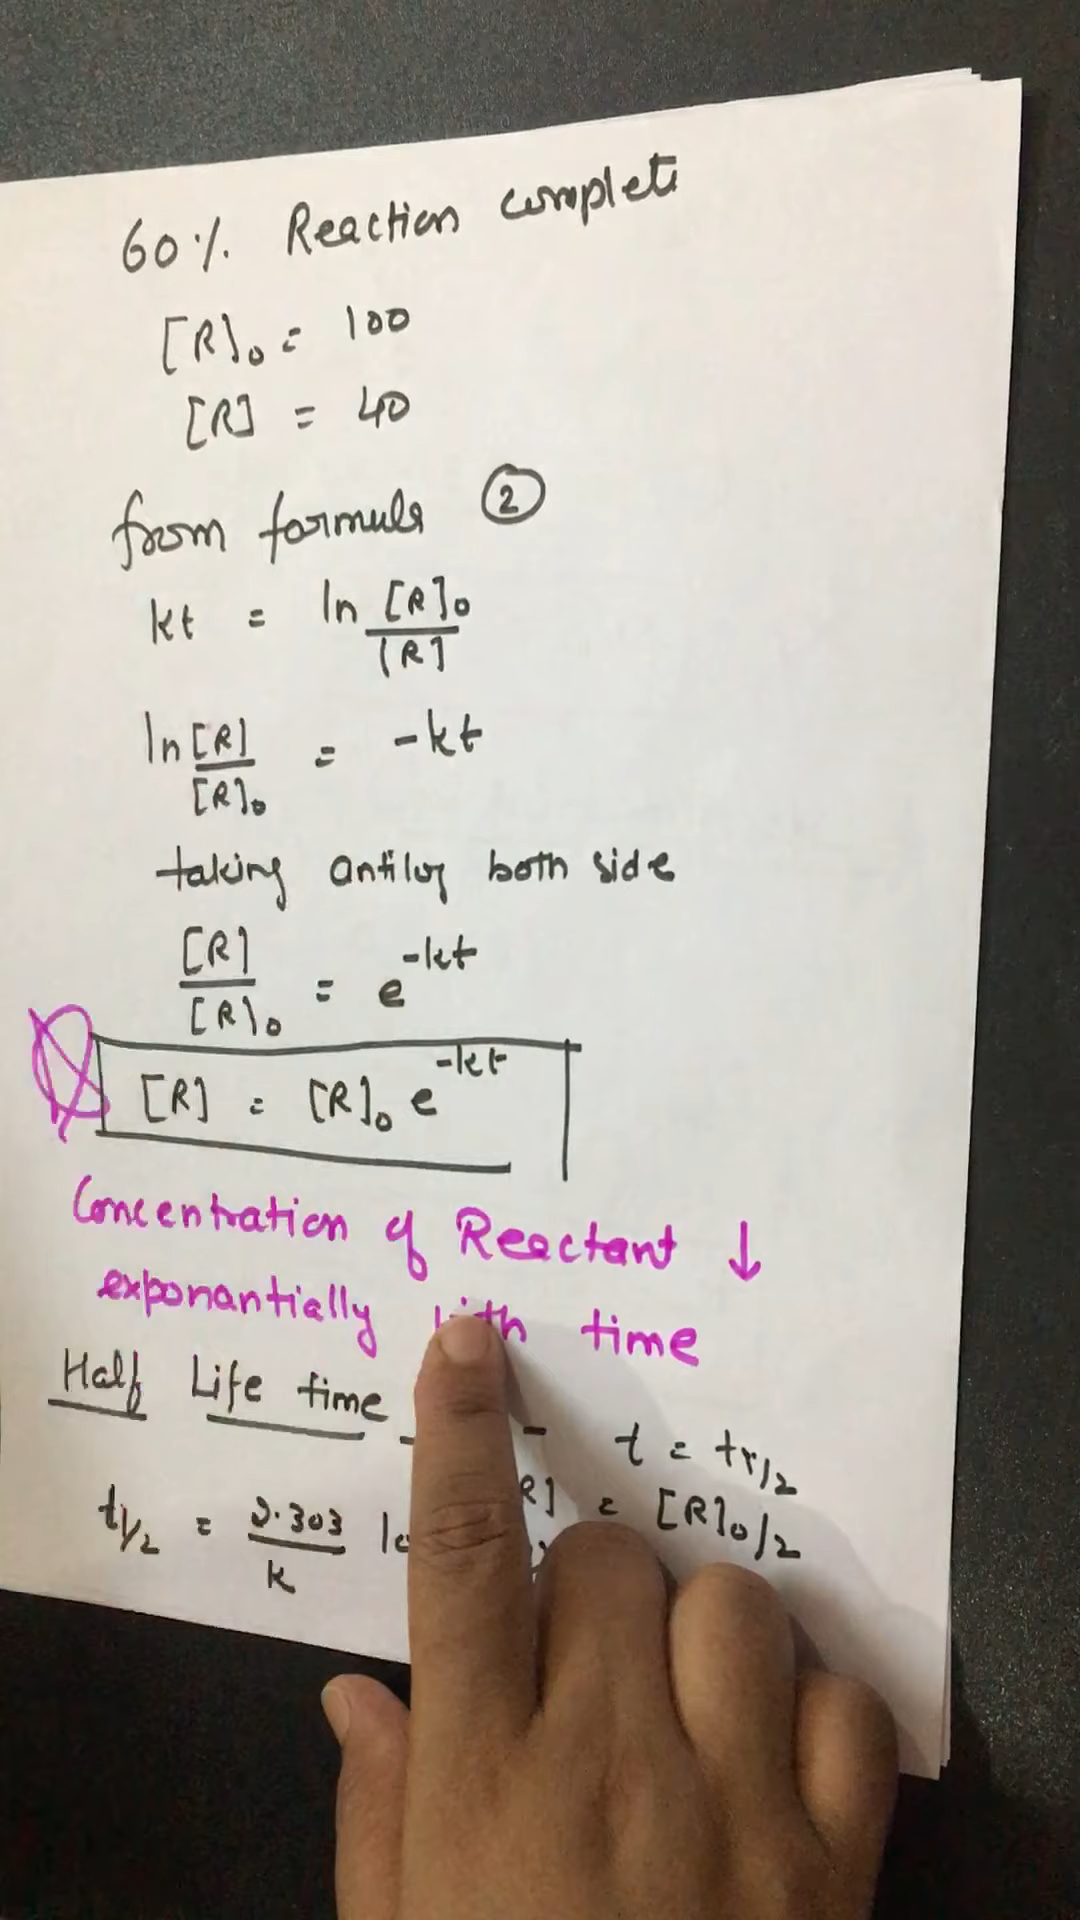 60% Reaction complete
[R]₀ = 100
[R] = 40
from formula ②
kt = ln [R]₀
[R]
ln [R] = -kt
[R]₀
taking antilog both side
[R] = e^-kt
[R]₀
[R] = [R]₀ e^-kt
Concentration of Reactant ↓
exponantially with time
Half Life time - t = t1/2
t1/2 = 2.303 R] = [R]₀/2
k